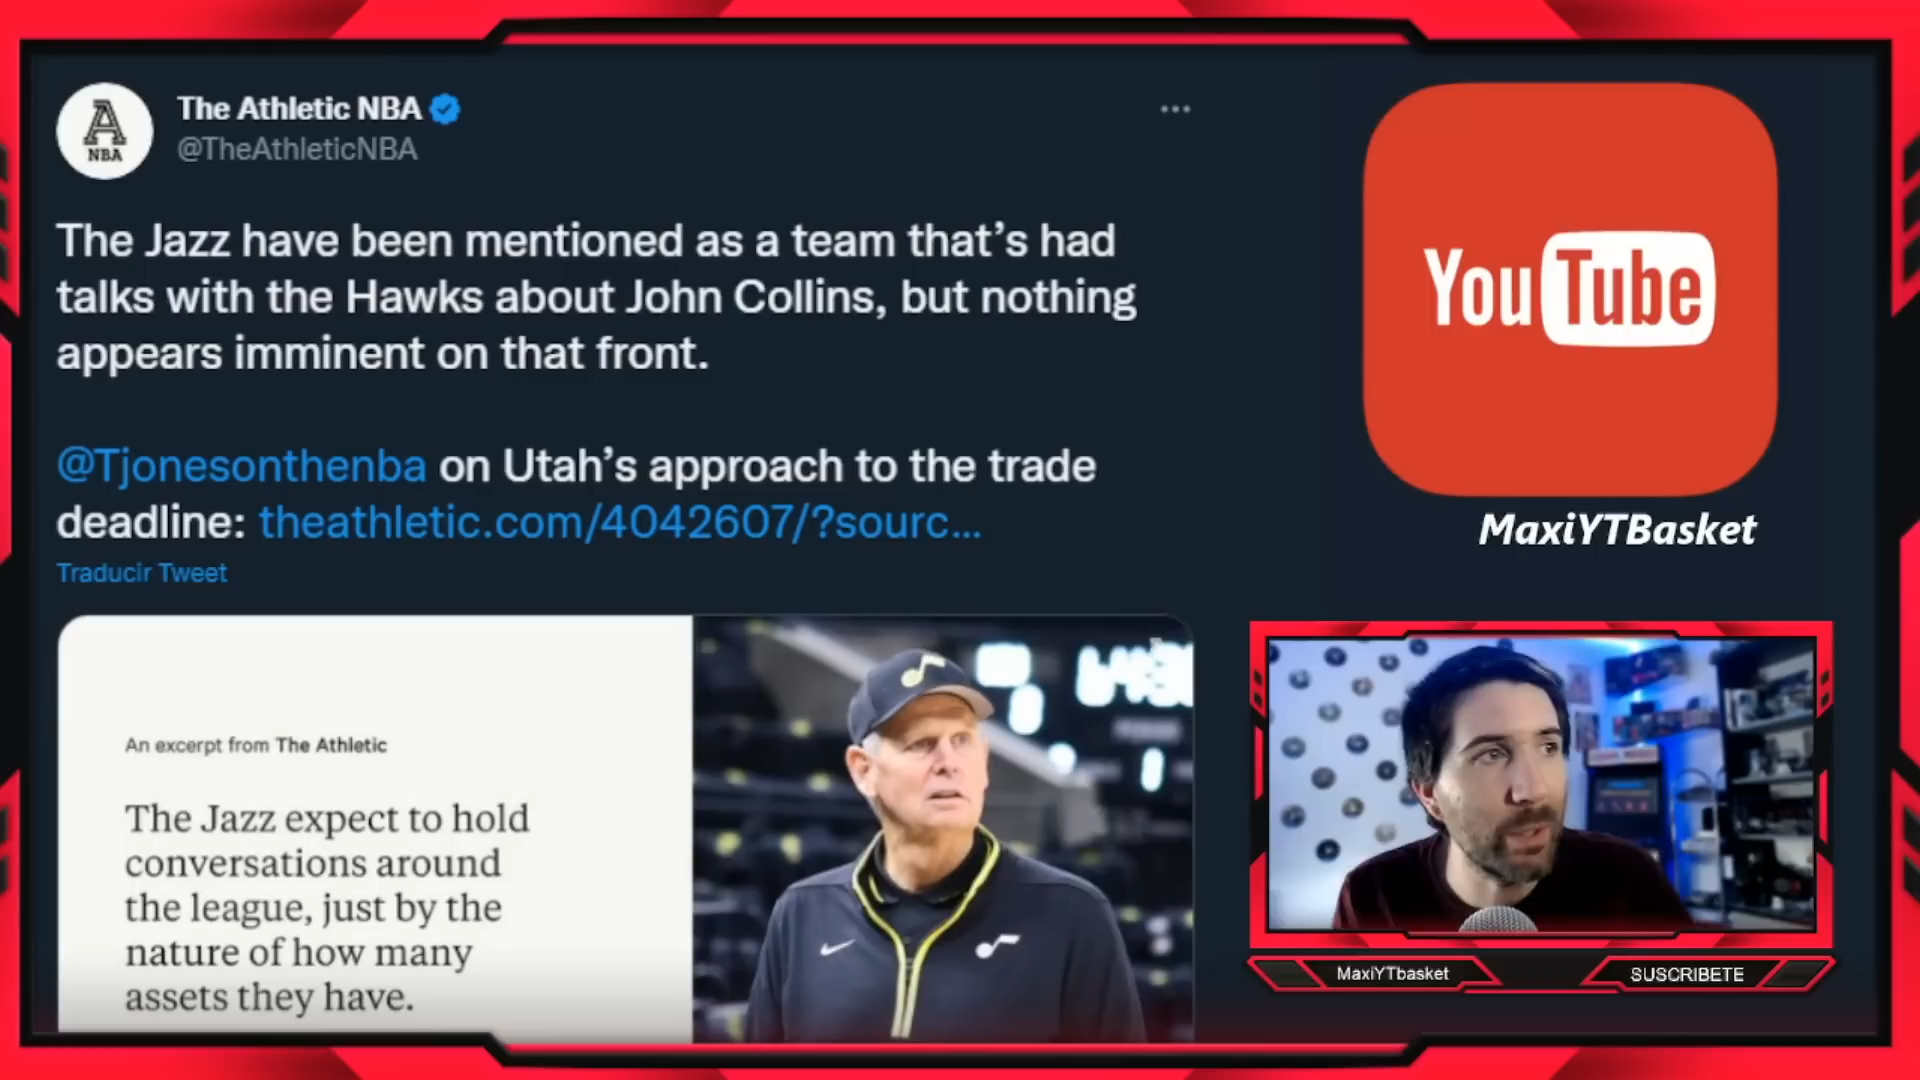 The Athletic NBA
@TheAthleticNBA
A
NBA
The Jazz have been mentioned as a team that’s had
talks with the Hawks about John Collins, but nothing
appears imminent on that front.
@Tjonesonthenba on Utah’s approach to the trade
deadline: theathletic.com/4042607/?sourc...
Traducir Tweet
An excerpt from The Athletic
The Jazz expect to hold
conversations around
the league, just by the
nature of how many
assets they have.
YouTube
MaxiYTBasket
MaxiYTbasket
SUSCRIBETE